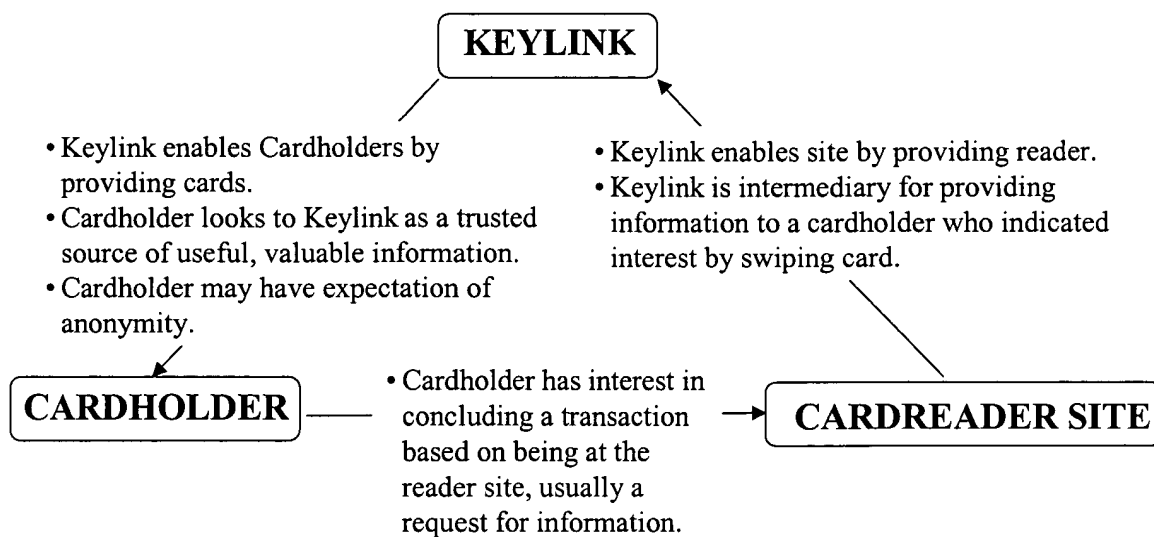 KEYLINK
• Keylink enables Cardholders by
providing cards.
• Cardholder looks to Keylink as a trusted
source of useful, valuable information.
• Cardholder may have expectation of
anonymity.
• Keylink enables site by providing reader.
• Keylink is intermediary for providing
information to a cardholder who indicated
interest by swiping card.
CARDHOLDER
• Cardholder has interest in
concluding a transaction
based on being at the
reader site, usually a
request for information.
CARDREADER SITE